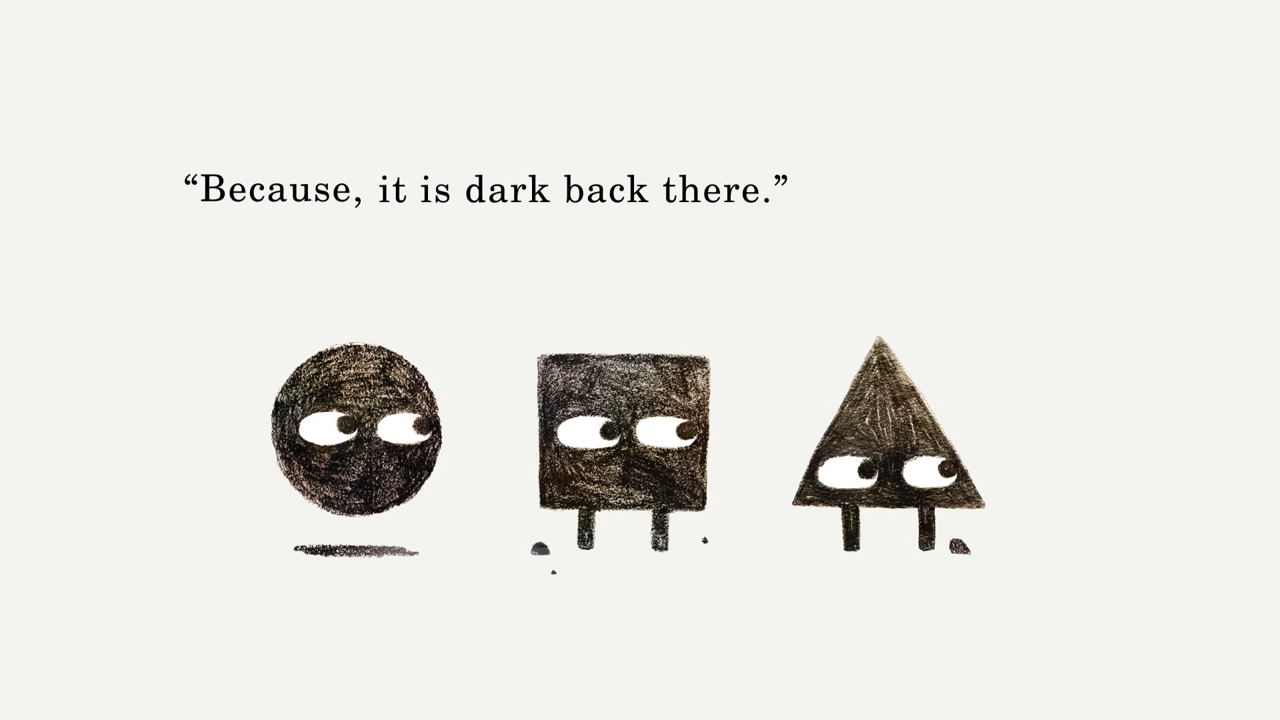 “Because, it is dark back there.”